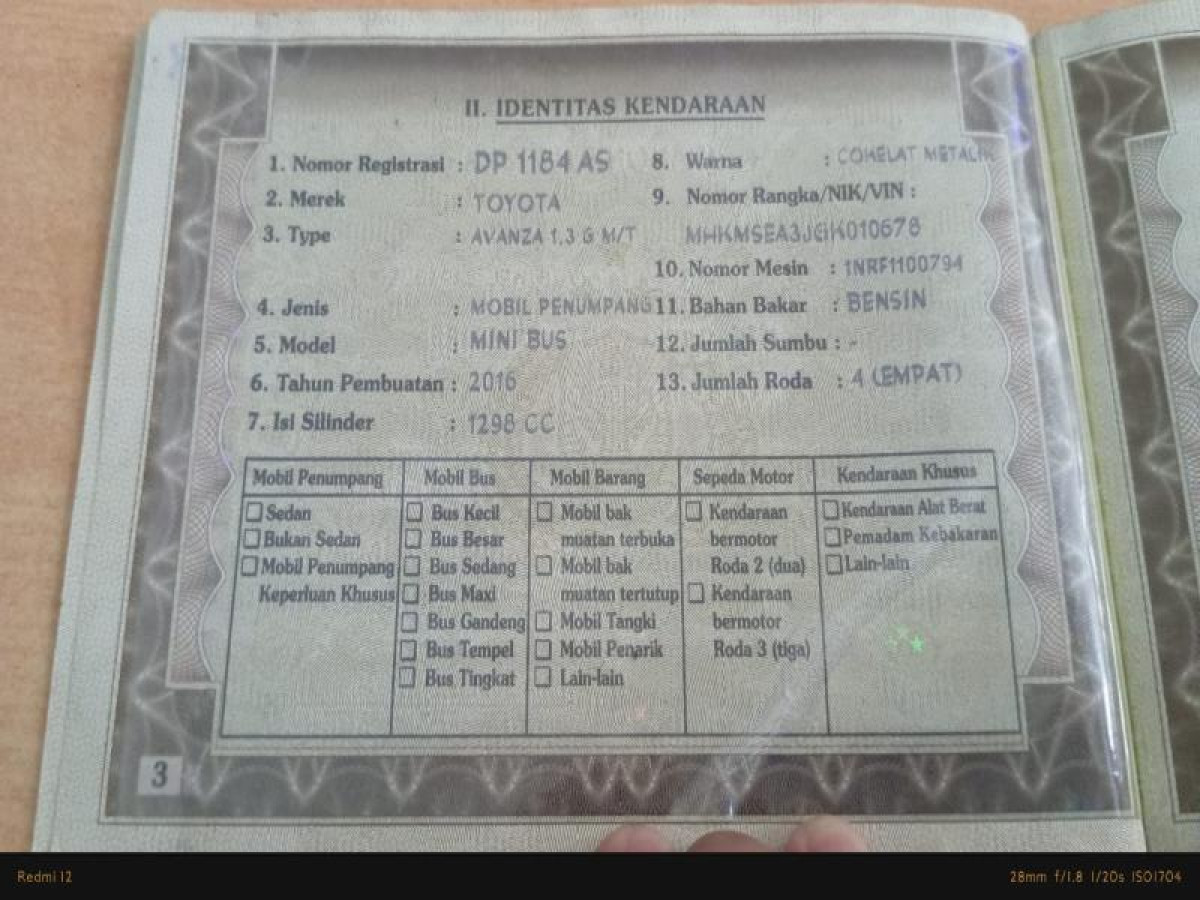 II. IDENTITAS KENDARAAN
1. Nomor Registrasi : DP 1184 AS
2. Merek : TOYOTA
3. Type : AVANZA 1,3 G M/T
4. Jenis : MOBIL PENUMPANG
5. Model : MINI BUS
6. Tahun Pembuatan : 2016
7. Isi Silinder : 1298 CC
8. Warna : COKELAT METALIK
9. Nomor Rangka/NIK/VIN :
MHKM5EA3JGK010678
10. Nomor Mesin : 1NRF1100794
11. Bahan Bakar : BENSIN
12. Jumlah Sumbu : -
13. Jumlah Roda : 4 (EMPAT)
Mobil Penumpang
Sedan
Bukan Sedan
Mobil Penumpang
Keperluan Khusus
Mobil Bus
Bus Kecil
Bus Besar
Bus Sedang
Bus Maxi
Bus Gandeng
Bus Tempel
Bus Tingkat
Mobil Barang
Mobil bak
muatan terbuka
Mobil bak
muatan tertutup
Mobil Tangki
Mobil Penarik
Lain-lain
Sepeda Motor
Kendaraan
bermotor
Roda 2 (dua)
Kendaraan
bermotor
Roda 3 (tiga)
Kendaraan Khusus
Kendaraan Alat Berat
Pemadam Kebakaran
Lain-lain
3
Redmi 12
28mm f/1.8 1/20s ISO1704